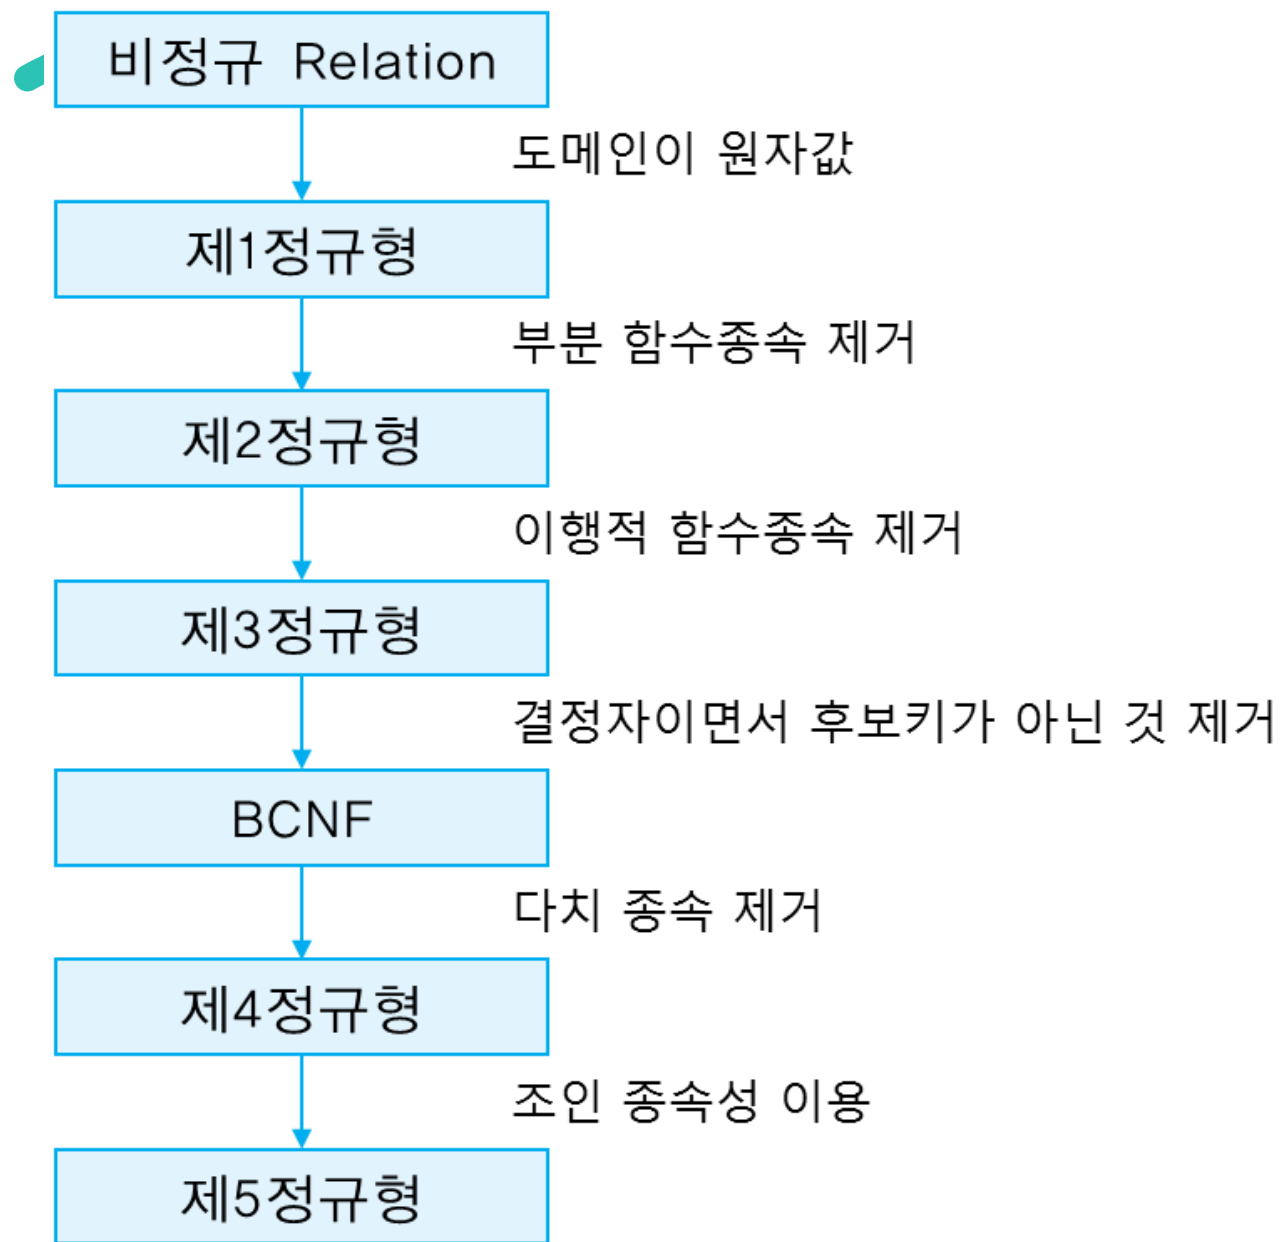 비정규 Relation
도메인이 원자값
제1정규형
부분 함수종속 제거
제2정규형
이행적 함수종속 제거
제3정규형
결정자이면서 후보키가 아닌 것 제거
BCNF
다치 종속 제거
제4정규형
조인 종속성 이용
제5정규형